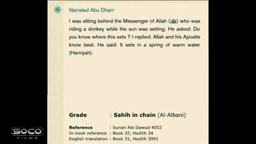 Narrated Abu Dharr:
I was sitting behind the Messenger of Allah (ﷺ) who was
riding a donkey while the sun was setting. He asked: Do
you know where this sets ? I replied: Allah and his Apostle
know best. He said: It sets in a spring of warm water
(Hamiyah).
Grade : Sahih in chain (Al-Albani)
Reference : Sunan Abi Dawud 4002
In-book reference : Book 32, Hadith 34
English translation : Book 31, Hadith 3991
SOCO
FILMS